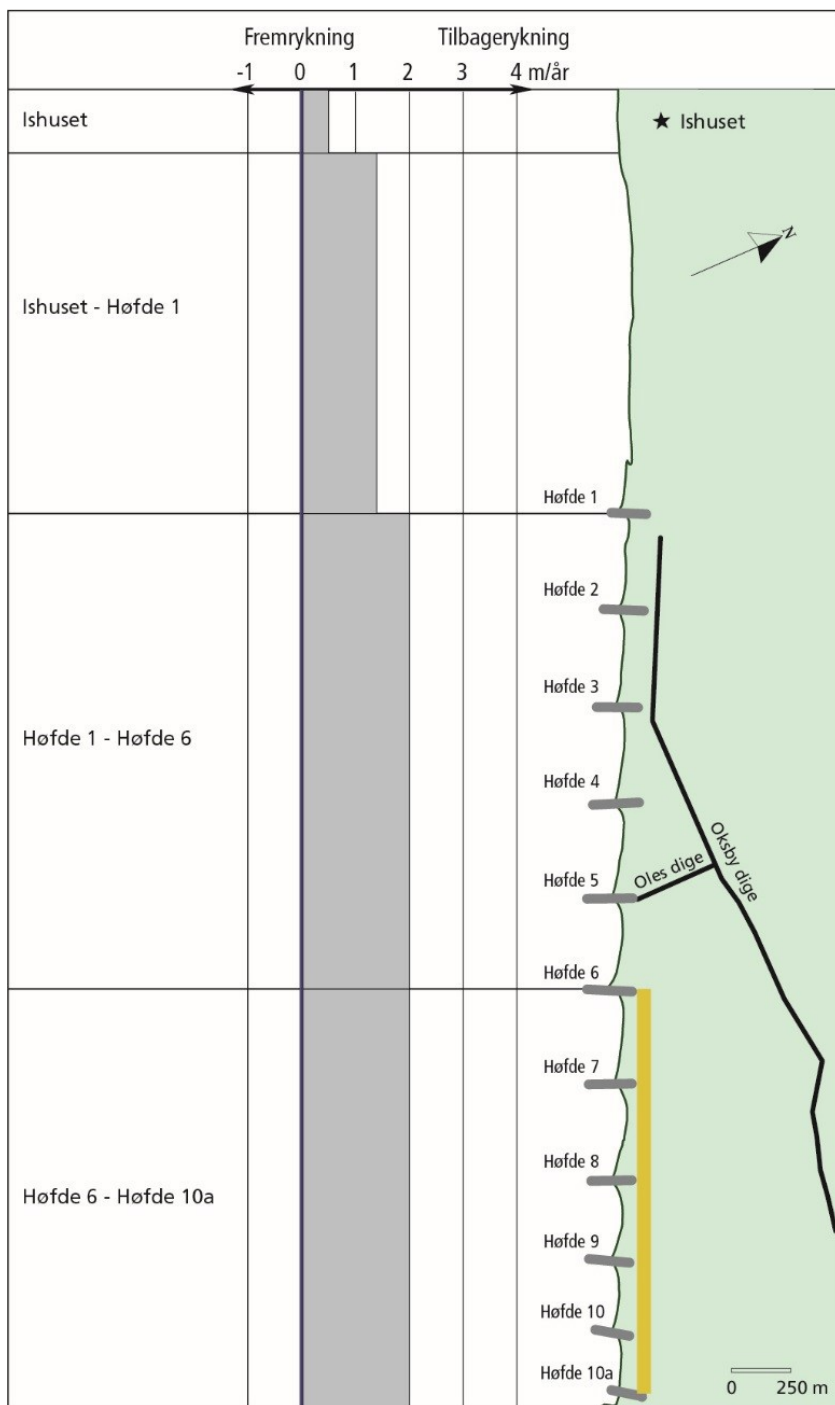 Fremrykning Tilbagerykning
-1 0 1 2 3 4 m/år
Ishuset
★ Ishuset
N
Ishuset - Høfde 1
Høfde 1
Høfde 2
Høfde 3
Høfde 1 - Høfde 6
Høfde 4
Høfde 5
Oles dige
Oksby dige
Høfde 6
Høfde 7
Høfde 8
Høfde 6 - Høfde 10a
Høfde 9
Høfde 10
Høfde 10a
0 250 m